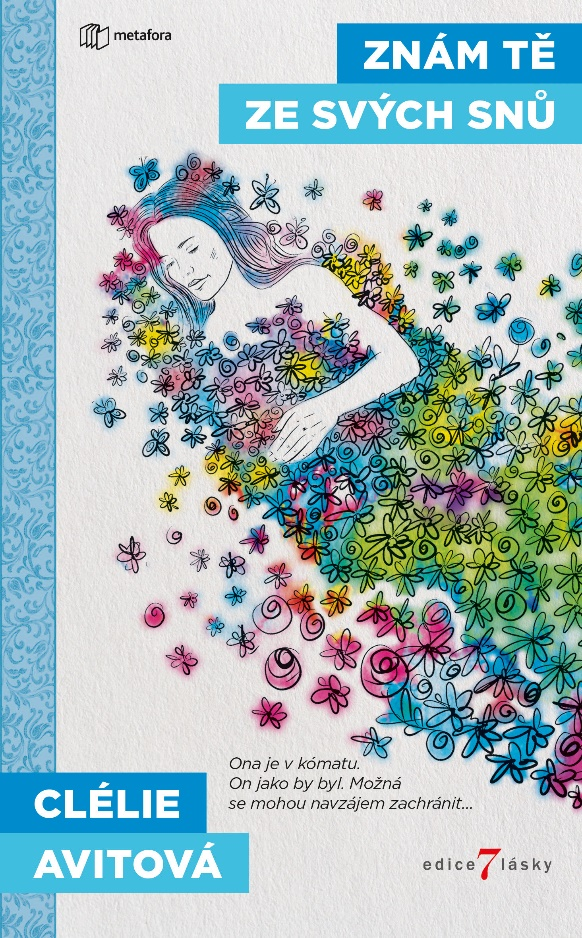 metafora
ZNÁM TĚ
ZE SVÝCH SNŮ
Ona je v kómatu.
On jako by byl. Možná
se mohou navzájem zachránit...
CLÉLIE
AVITOVÁ
edice 7 lásky